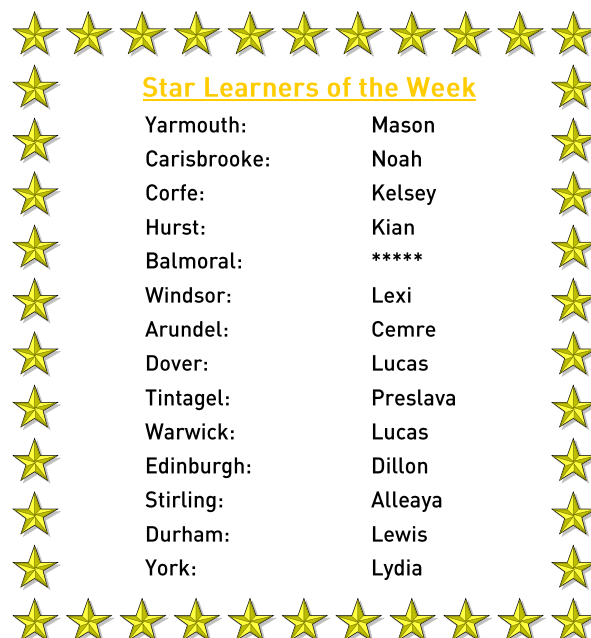 Star Learners of the Week
Yarmouth: Mason
Carisbrooke: Noah
Corfe: Kelsey
Hurst: Kian
Balmoral: *****
Windsor: Lexi
Arundel: Cemre
Dover: Lucas
Tintagel: Preslava
Warwick: Lucas
Edinburgh: Dillon
Stirling: Alleaya
Durham: Lewis
York: Lydia